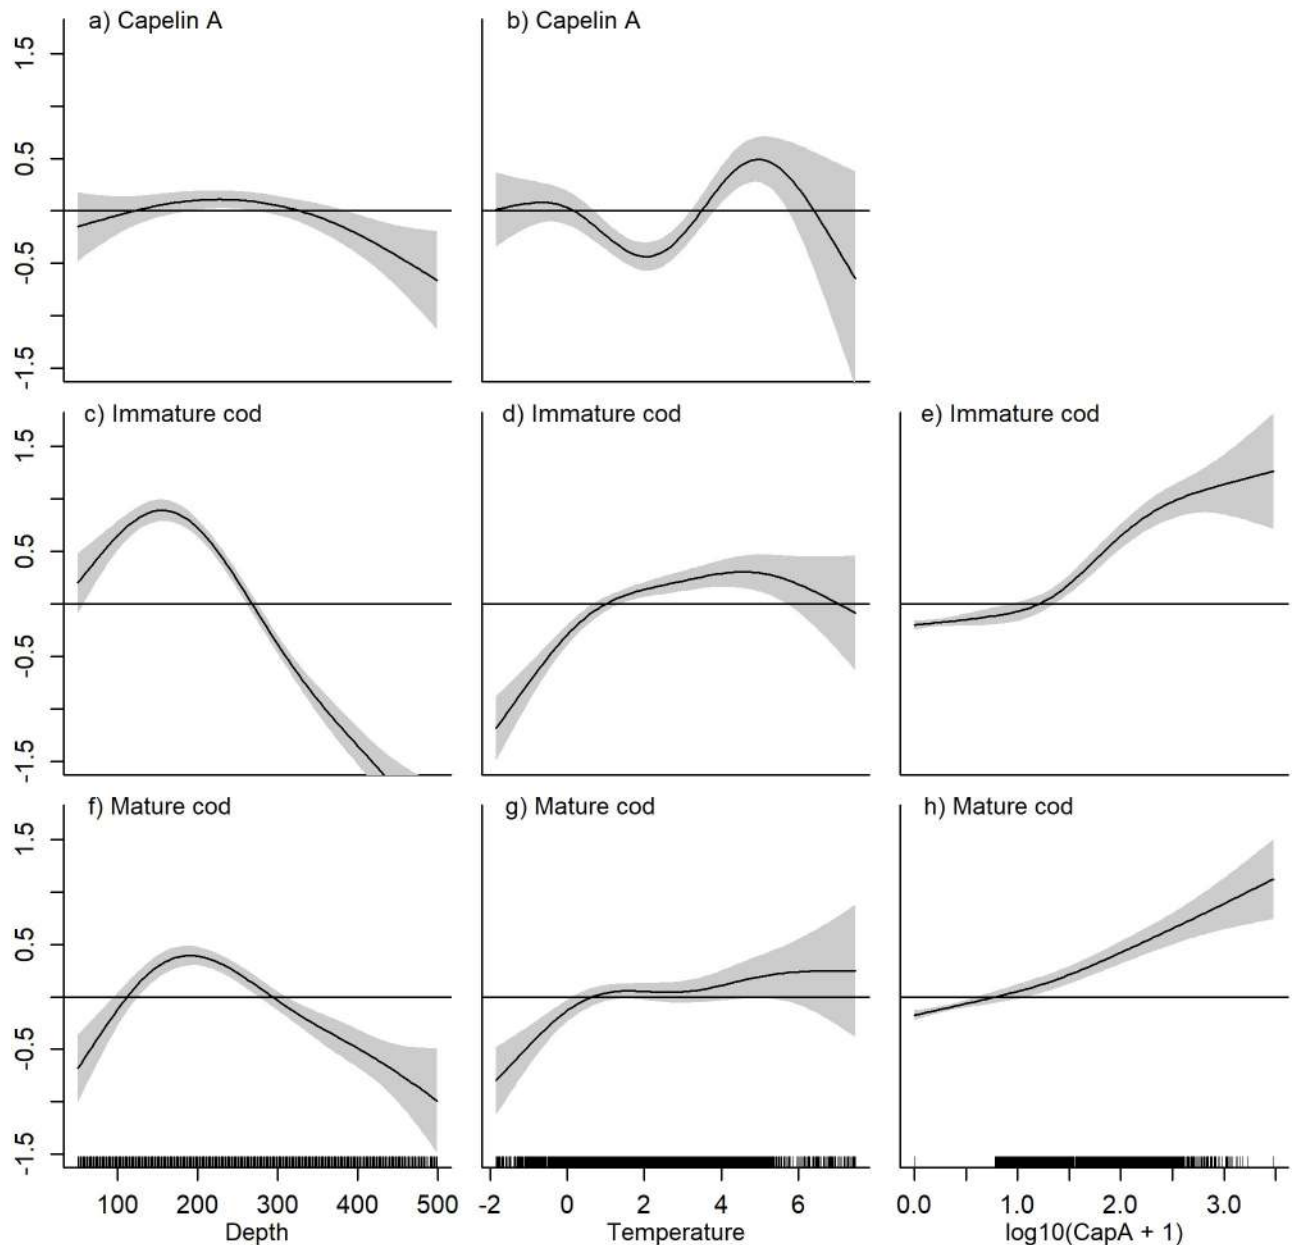 a) Capelin A
b) Capelin A
1.5
0.5
-0.5
-1.5
c) Immature cod
d) Immature cod
e) Immature cod
1.5
0.5
-0.5
-1.5
f) Mature cod
g) Mature cod
h) Mature cod
1.5
0.5
-0.5
-1.5
100 200 300 400 500
Depth
-2 0 2 4 6
Temperature
0.0 1.0 2.0 3.0
log10(CapA + 1)